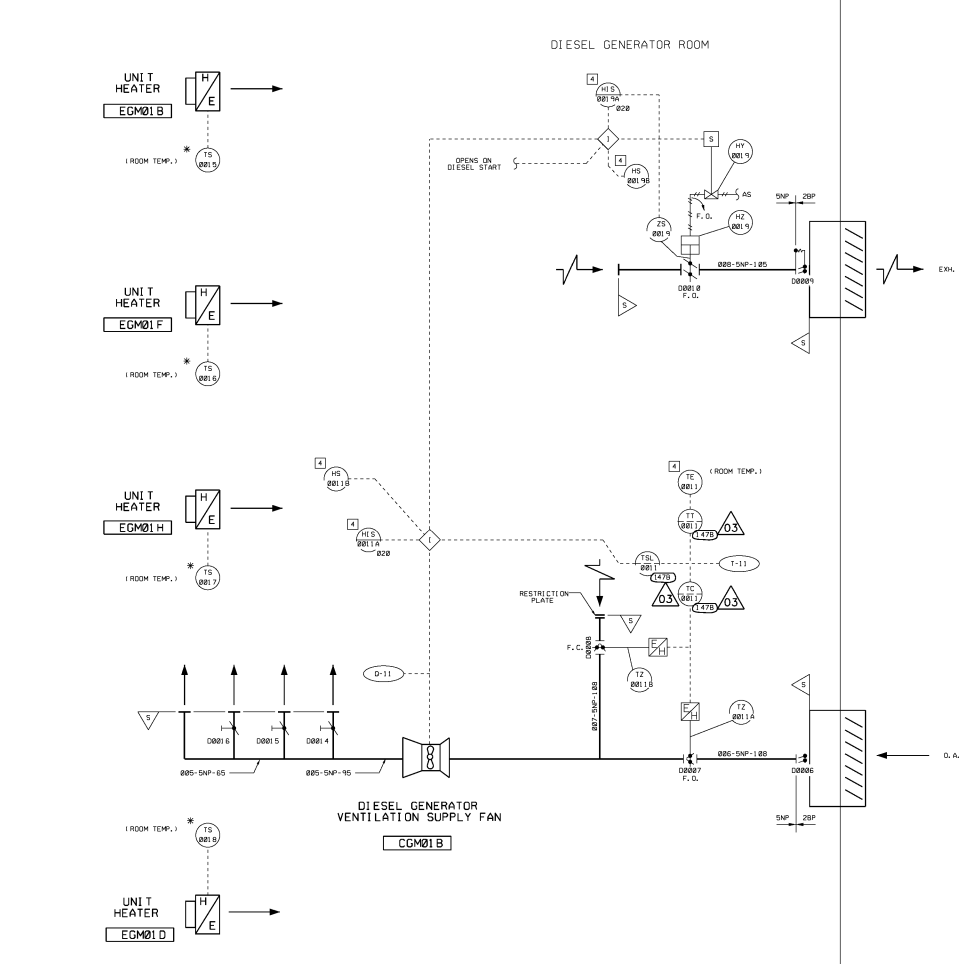 DIESEL GENERATOR ROOM
UNIT
HEATER
EGM01B
H
E
*
(ROOM TEMP.)
TS
0015
4
HIS
0019A
020
I
S
OPENS ON
DIESEL START
4
HS
0019B
HY
0019
AS
F.O.
ZS
0019
HZ
0019
5NP
2BP
008-5NP-105
D0010
F.O.
D0009
EXH.
S
S
UNIT
HEATER
EGM01F
H
E
*
(ROOM TEMP.)
TS
0016
UNIT
HEATER
EGM01H
H
E
*
(ROOM TEMP.)
TS
0017
4
HS
0011B
4
HIS
0011A
020
I
4
TE
0011
(ROOM TEMP.)
TT
0011
147B
03
TSL
0011
147B
03
T-11
TC
0011
147B
03
RESTRICTION
PLATE
S
F.C.
D0008
E
H
TZ
0011B
007-5NP-108
D-11
S
D0016
D0015
D0014
005-5NP-65
005-5NP-95
E
H
TZ
0011A
S
006-5NP-108
D0007
F.O.
D0006
O.A.
5NP
2BP
DIESEL GENERATOR
VENTILATION SUPPLY FAN
CGM01B
(ROOM TEMP.)
*
TS
0018
UNIT
HEATER
EGM01D
H
E